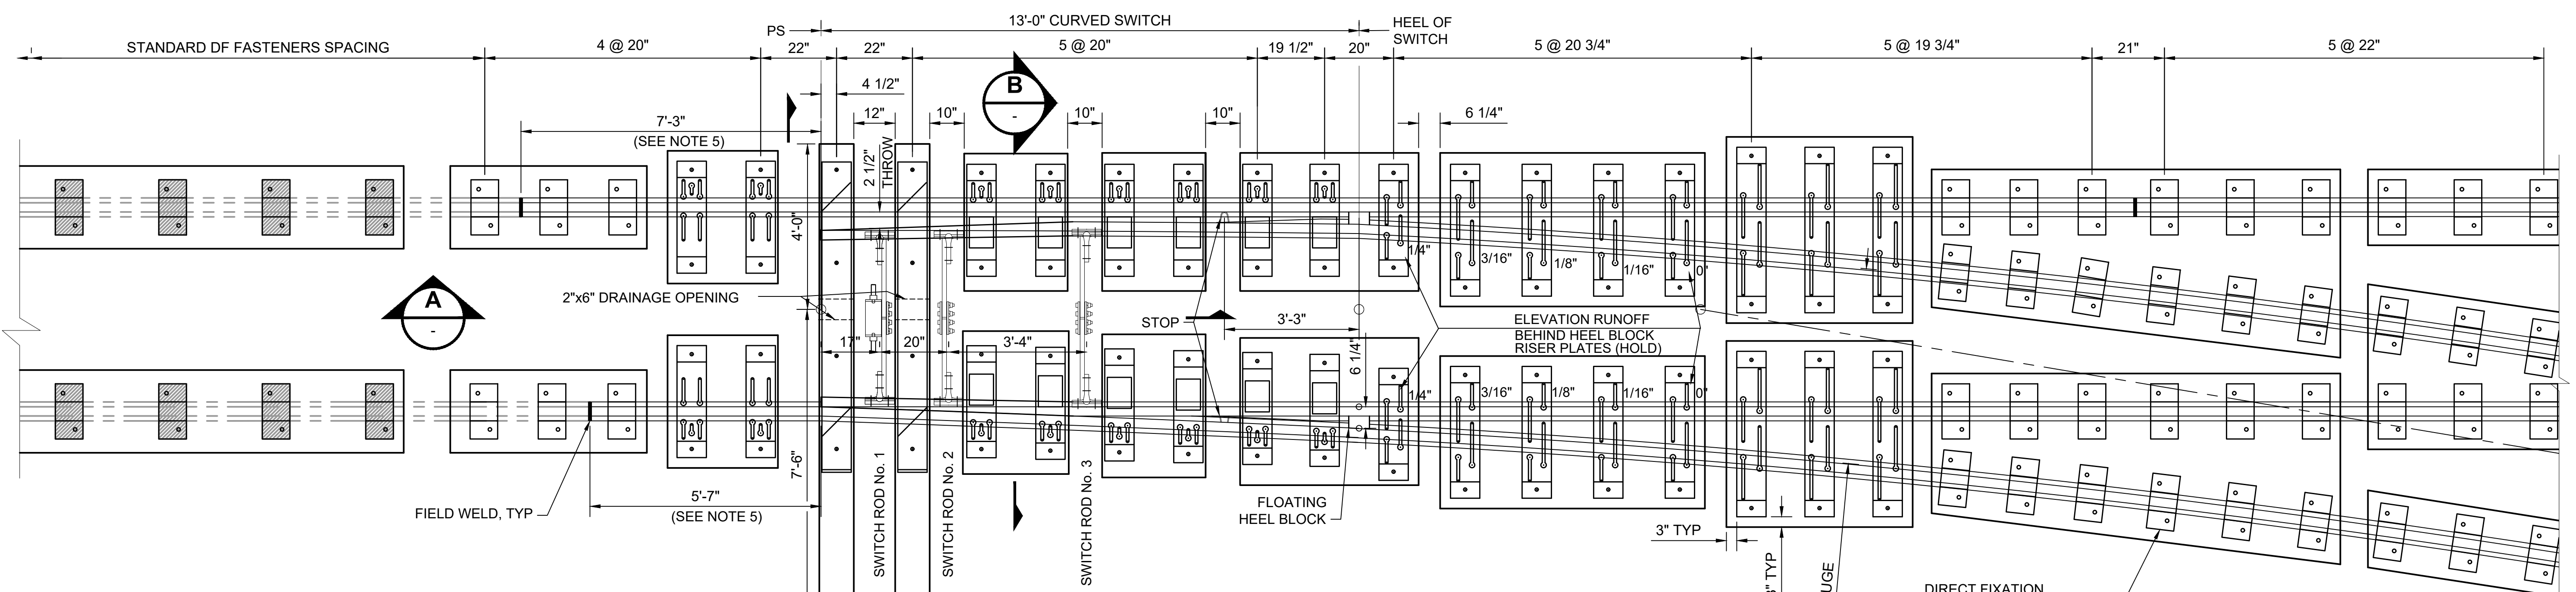 13'-0" CURVED SWITCH
HEEL OF
SWITCH
PS
STANDARD DF FASTENERS SPACING
4 @ 20"
22"
22"
5 @ 20"
19 1/2"
20"
5 @ 20 3/4"
5 @ 19 3/4"
21"
5 @ 22"
4 1/2"
B
-
7'-3"
(SEE NOTE 5)
12"
10"
10"
10"
6 1/4"
2 1/2"
THROW
4'-0"
1/4"
3/16"
1/8"
1/16"
0"
A
-
2"x6" DRAINAGE OPENING
STOP
3'-3"
ELEVATION RUNOFF
BEHIND HEEL BLOCK
RISER PLATES (HOLD)
17"
20"
3'-4"
6 1/4"
1/4"
3/16"
1/8"
1/16"
0"
7'-6"
SWITCH ROD No. 1
SWITCH ROD No. 2
SWITCH ROD No. 3
5'-7"
(SEE NOTE 5)
FIELD WELD, TYP
FLOATING
HEEL BLOCK
3" TYP
" TYP
UGE
DIRECT FIXATION